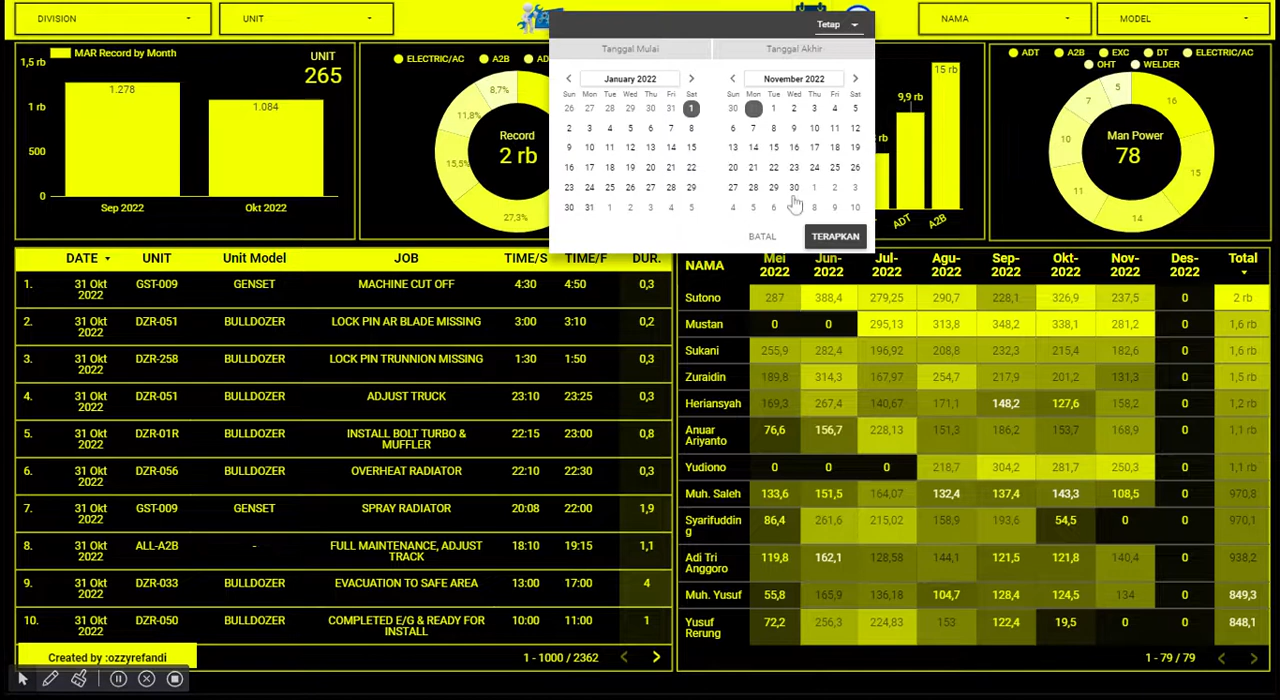 DIVISION
UNIT
NAMA
MODEL
Tetap
Tanggal Mulai
Tanggal Akhir
January 2022
November 2022
Sun Mon Tue Wed Thu Fri Sat
Sun Mon Tue Wed Thu Fri Sat
26 27 28 29 30 31 1
30 1 2 3 4 5
2 3 4 5 6 7 8
6 7 8 9 10 11 12
9 10 11 12 13 14 15
13 14 15 16 17 18 19
16 17 18 19 20 21 22
20 21 22 23 24 25 26
23 24 25 26 27 28 29
27 28 29 30 1 2 3
30 31 1 2 3 4 5
4 5 6 8 9 10
BATAL
TERAPKAN
MAR Record by Month
UNIT
265
1,5 rb
1 rb
500
0
1.278
1.084
Sep 2022
Okt 2022
ELECTRIC/AC
A2B
AD
8,7%
11,8%
15,5%
27,3%
Record
2 rb
15 rb
9,9 rb
rb
ADT
A2B
ADT A2B EXC DT ELECTRIC/AC
OHT WELDER
5
7
16
10
15
11
14
Man Power
78
DATE UNIT Unit Model JOB TIME/S TIME/F DUR.
1. 31 Okt 2022 GST-009 GENSET MACHINE CUT OFF 4:30 4:50 0,3
2. 31 Okt 2022 DZR-051 BULLDOZER LOCK PIN AR BLADE MISSING 3:00 3:10 0,2
3. 31 Okt 2022 DZR-258 BULLDOZER LOCK PIN TRUNNION MISSING 1:30 1:50 0,3
4. 31 Okt 2022 DZR-051 BULLDOZER ADJUST TRUCK 23:10 23:25 0,3
5. 31 Okt 2022 DZR-01R BULLDOZER INSTALL BOLT TURBO & MUFFLER 22:15 23:00 0,8
6. 31 Okt 2022 DZR-056 BULLDOZER OVERHEAT RADIATOR 22:10 22:30 0,3
7. 31 Okt 2022 GST-009 GENSET SPRAY RADIATOR 20:08 22:00 1,9
8. 31 Okt 2022 ALL-A2B - FULL MAINTENANCE, ADJUST TRACK 18:10 19:15 1,1
9. 31 Okt 2022 DZR-033 BULLDOZER EVACUATION TO SAFE AREA 13:00 17:00 4
10. 31 Okt 2022 DZR-050 BULLDOZER COMPLETED E/G & READY FOR INSTALL 10:00 11:00 1
Created by :ozzyrefandi
1 - 1000 / 2362
NAMA Mei 2022 Jun-2022 Jul-2022 Agu-2022 Sep-2022 Okt-2022 Nov-2022 Des-2022 Total
Sutono 287 388,4 279,25 290,7 228,1 326,9 237,5 0 2 rb
Mustan 0 0 295,13 313,8 348,2 338,1 281,2 0 1,6 rb
Sukani 255,9 282,4 196,92 208,8 232,3 215,4 182,6 0 1,6 rb
Zuraidin 189,8 314,3 167,97 254,7 217,9 201,2 131,3 0 1,5 rb
Heriansyah 169,3 267,4 140,67 171,1 148,2 127,6 158,2 0 1,2 rb
Anuar Ariyanto 76,6 156,7 228,13 151,3 186,2 153,7 168,9 0 1,1 rb
Yudiono 0 0 0 218,7 304,2 281,7 250,3 0 1,1 rb
Muh. Saleh 133,6 151,5 164,07 132,4 137,4 143,3 108,5 0 970,8
Syarifuddin g 86,4 261,6 215,02 158,9 193,6 54,5 0 0 970,1
Adi Tri Anggoro 119,8 162,1 128,58 144,1 121,5 121,8 140,4 0 938,2
Muh. Yusuf 55,8 165,9 136,18 104,7 128,4 124,5 134 0 849,3
Yusuf Rerung 72,2 256,3 224,83 153 122,4 19,5 0 0 848,1
1 - 79 / 79